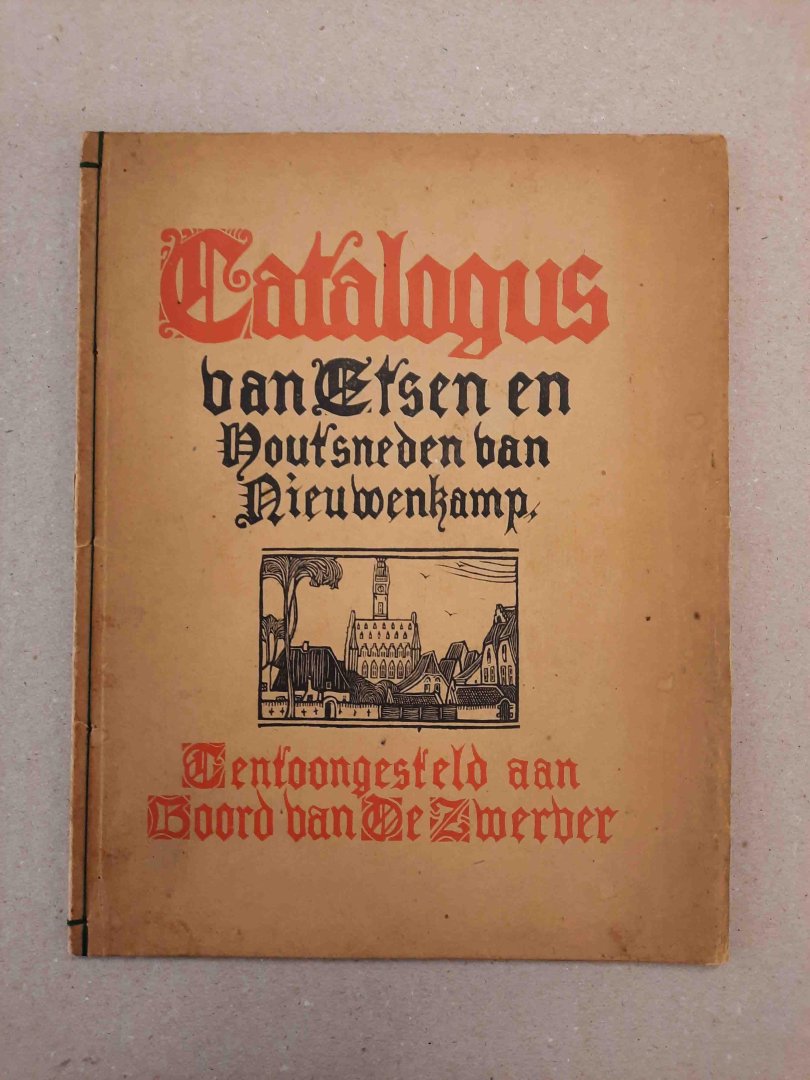 Catalogus
van Etsen en
Houtsneden van
Nieuwenkamp.
Tentoongesteld aan
Boord van De Zwerver